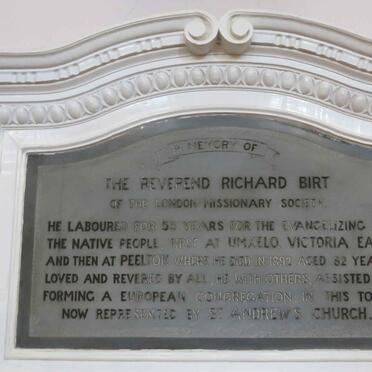 IN MEMORY OF
THE REVEREND RICHARD BIRT
OF THE LONDON MISSIONARY SOCIETY.
HE LABOURED FOR 55 YEARS FOR THE EVANGELIZING
THE NATIVE PEOPLE, FIRST AT UMXELO, VICTORIA EA
AND THEN AT PEELTON WHERE HE DIED IN 1892 AGED 82 YEA
LOVED AND REVERED BY ALL. HE WITH OTHERS, ASSISTED
FORMING A EUROPEAN CONGREGATION IN THIS TO
NOW REPRESENTED BY ST ANDREW'S CHURCH.